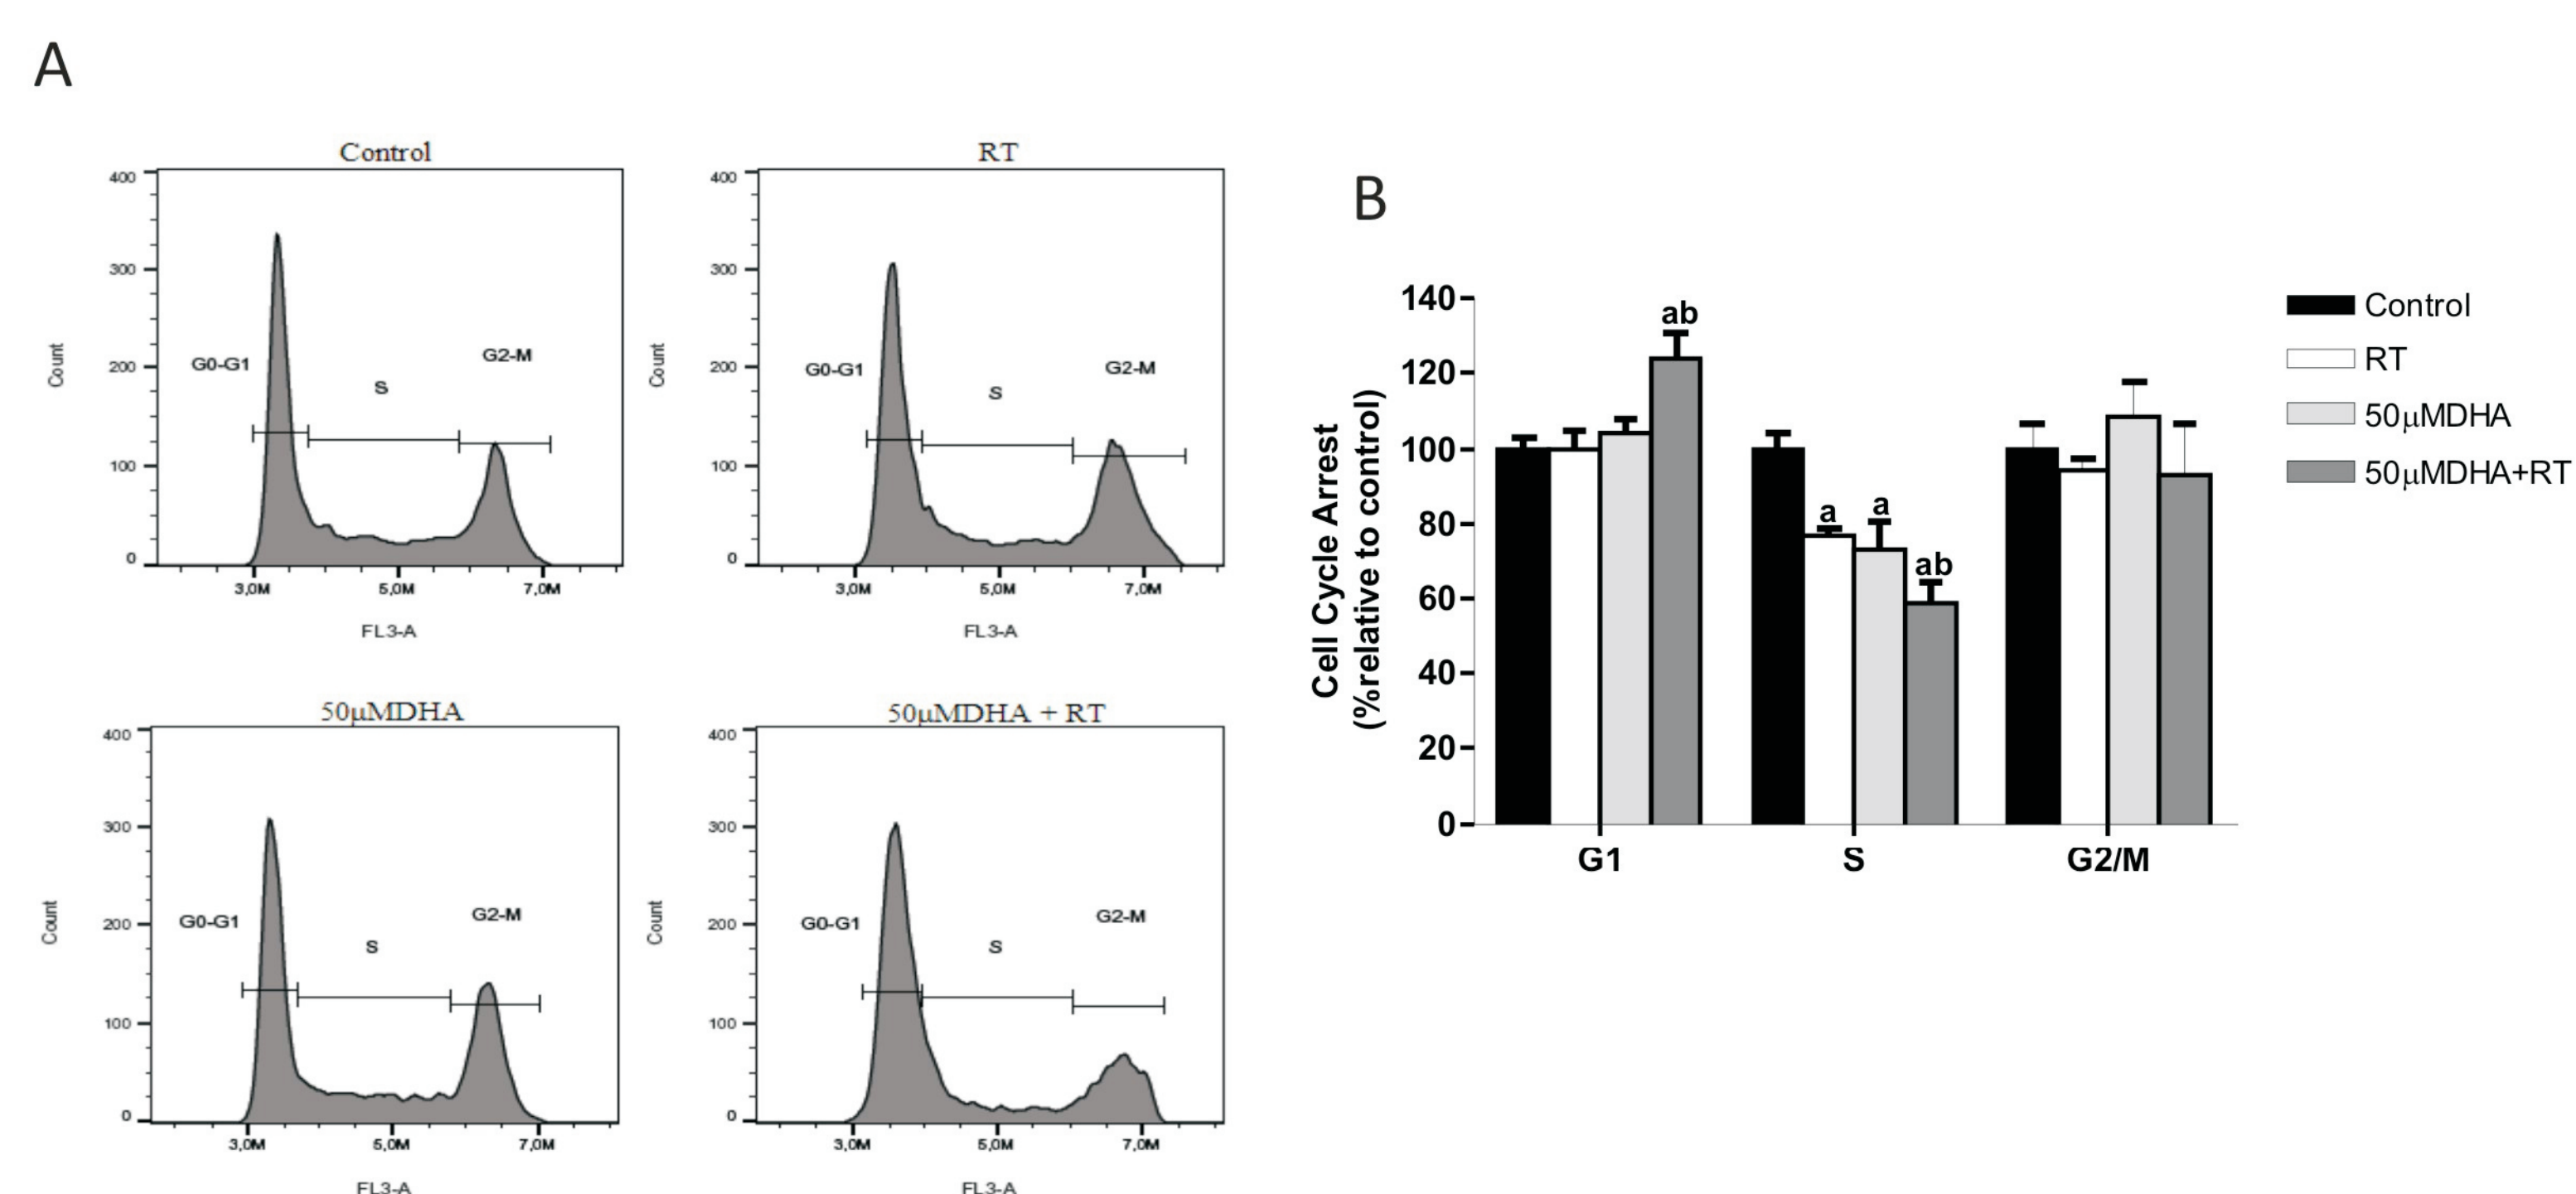 A
Control
400
300
200
100
0
Count
G0-G1
S
G2-M
3,0M 5,0M 7,0M
FL3-A
RT
400
300
200
100
0
Count
G0-G1
S
G2-M
3,0M 5,0M 7,0M
FL3-A
50μMDHA
400
300
200
100
0
Count
G0-G1
S
G2-M
3,0M 5,0M 7,0M
FL3-A
50μMDHA + RT
400
300
200
100
0
Count
G0-G1
S
G2-M
3,0M 5,0M 7,0M
FL3-A
B
Cell Cycle Arrest
(%relative to control)
140
120
100
80
60
40
20
0
ab
a
a
ab
G1 S G2/M
Control
RT
50μMDHA
50μMDHA+RT